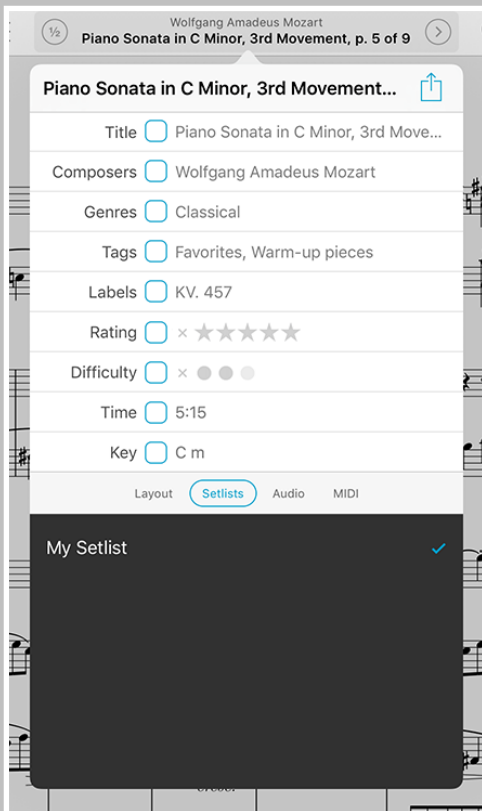 ½
Wolfgang Amadeus Mozart
Piano Sonata in C Minor, 3rd Movement, p. 5 of 9
Piano Sonata in C Minor, 3rd Movement...
Title Piano Sonata in C Minor, 3rd Move...
Composers Wolfgang Amadeus Mozart
Genres Classical
Tags Favorites, Warm-up pieces
Labels KV. 457
Rating × ★★★★★
Difficulty ×
Time 5:15
Key C m
Layout Setlists Audio MIDI
My Setlist